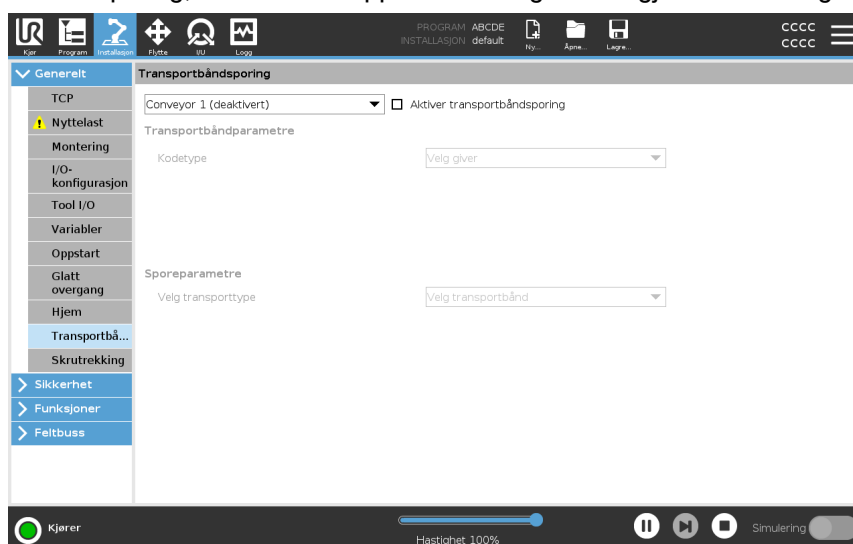 UR
Kjør
Program
Installasjon
Flytte
I/U
Logg
PROGRAM ABCDE
INSTALLASJON default
Ny...
Åpne...
Lagre...
CCCC
CCCC
Generelt
TCP
Nyttelast
Montering
I/O-
konfigurasjon
Tool I/O
Variabler
Oppstart
Glatt
overgang
Hjem
Transportbå...
Skrutrekking
Sikkerhet
Funksjoner
Feltbuss
Transportbåndsporing
Conveyor 1 (deaktivert)
Aktiver transportbåndsporing
Transportbåndparametre
Kodetype
Velg giver
Sporeparametre
Velg transporttype
Velg transportbånd
Kjører
Hastighet 100%
Simulering